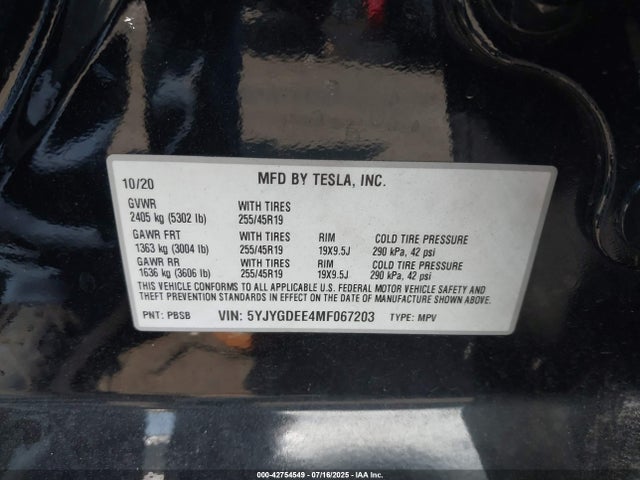 10/20 MFD BY TESLA, INC.
GVWR WITH TIRES
2405 kg (5302 lb) 255/45R19
GAWR FRT WITH TIRES RIM COLD TIRE PRESSURE
1363 kg (3004 lb) 255/45R19 19X9.5J 290 kPa, 42 psi
GAWR RR WITH TIRES RIM COLD TIRE PRESSURE
1636 kg (3606 lb) 255/45R19 19X9.5J 290 kPa, 42 psi
THIS VEHICLE CONFORMS TO ALL APPLICABLE U.S. FEDERAL MOTOR VEHICLE SAFETY AND
THEFT PREVENTION STANDARDS IN EFFECT ON THE DATE OF MANUFACTURE SHOWN ABOVE.
PNT: PBSB VIN: 5YJYGDEE4MF067203 TYPE: MPV
000-42754549 - 07/16/2025 - IAA Inc.